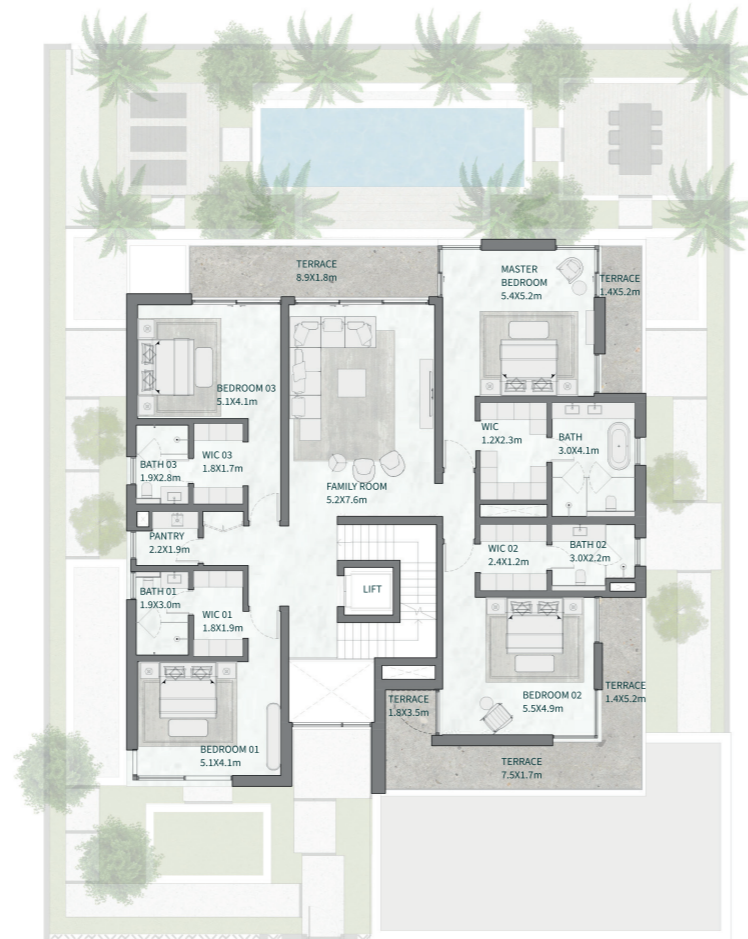 TERRACE
8.9X1.8m
MASTER
BEDROOM
5.4X5.2m
TERRACE
1.4X5.2m
BEDROOM 03
5.1X4.1m
WIC
1.2X2.3m
BATH
3.0X4.1m
WIC 03
1.8X1.7m
BATH 03
1.9X2.8m
FAMILY ROOM
5.2X7.6m
PANTRY
2.2X1.9m
WIC 02
2.4X1.2m
BATH 02
3.0X2.2m
BATH 01
1.9X3.0m
LIFT
WIC 01
1.8X1.9m
TERRACE
1.4X5.2m
BEDROOM 02
5.5X4.9m
TERRACE
1.8X3.5m
BEDROOM 01
5.1X4.1m
TERRACE
7.5X1.7m